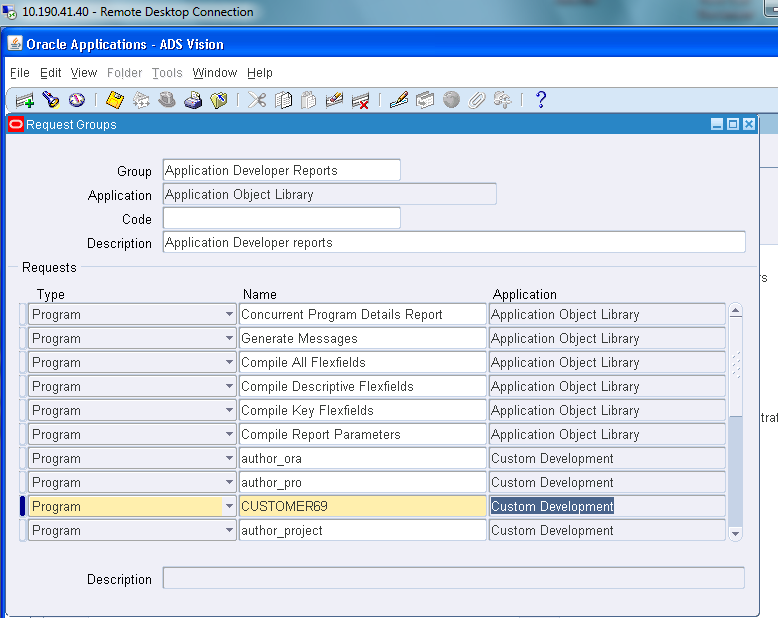 10.190.41.40 - Remote Desktop Connection
Oracle Applications - ADS Vision
File Edit View Folder Tools Window Help
Request Groups
Group Application Developer Reports
Application Application Object Library
Code
Description Application Developer reports
Requests
Type Name Application
Program Concurrent Program Details Report Application Object Library
Program Generate Messages Application Object Library
Program Compile All Flexfields Application Object Library
Program Compile Descriptive Flexfields Application Object Library
Program Compile Key Flexfields Application Object Library
Program Compile Report Parameters Application Object Library
Program author_ora Custom Development
Program author_pro Custom Development
Program CUSTOMER69 Custom Development
Program author_project Custom Development
Description